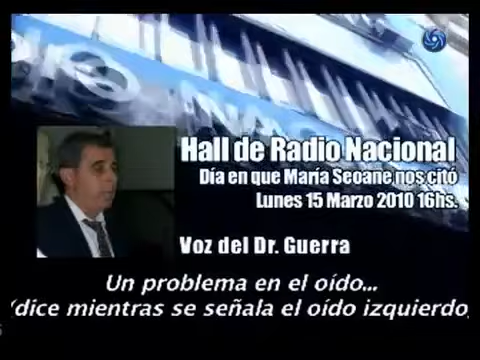 Hall de Radio Nacional
Día en que María Seoane nos citó
Lunes 15 Marzo 2010 16hs.
Voz del Dr. Guerra
Un problema en el oído...
(dice mientras se señala el oído izquierdo